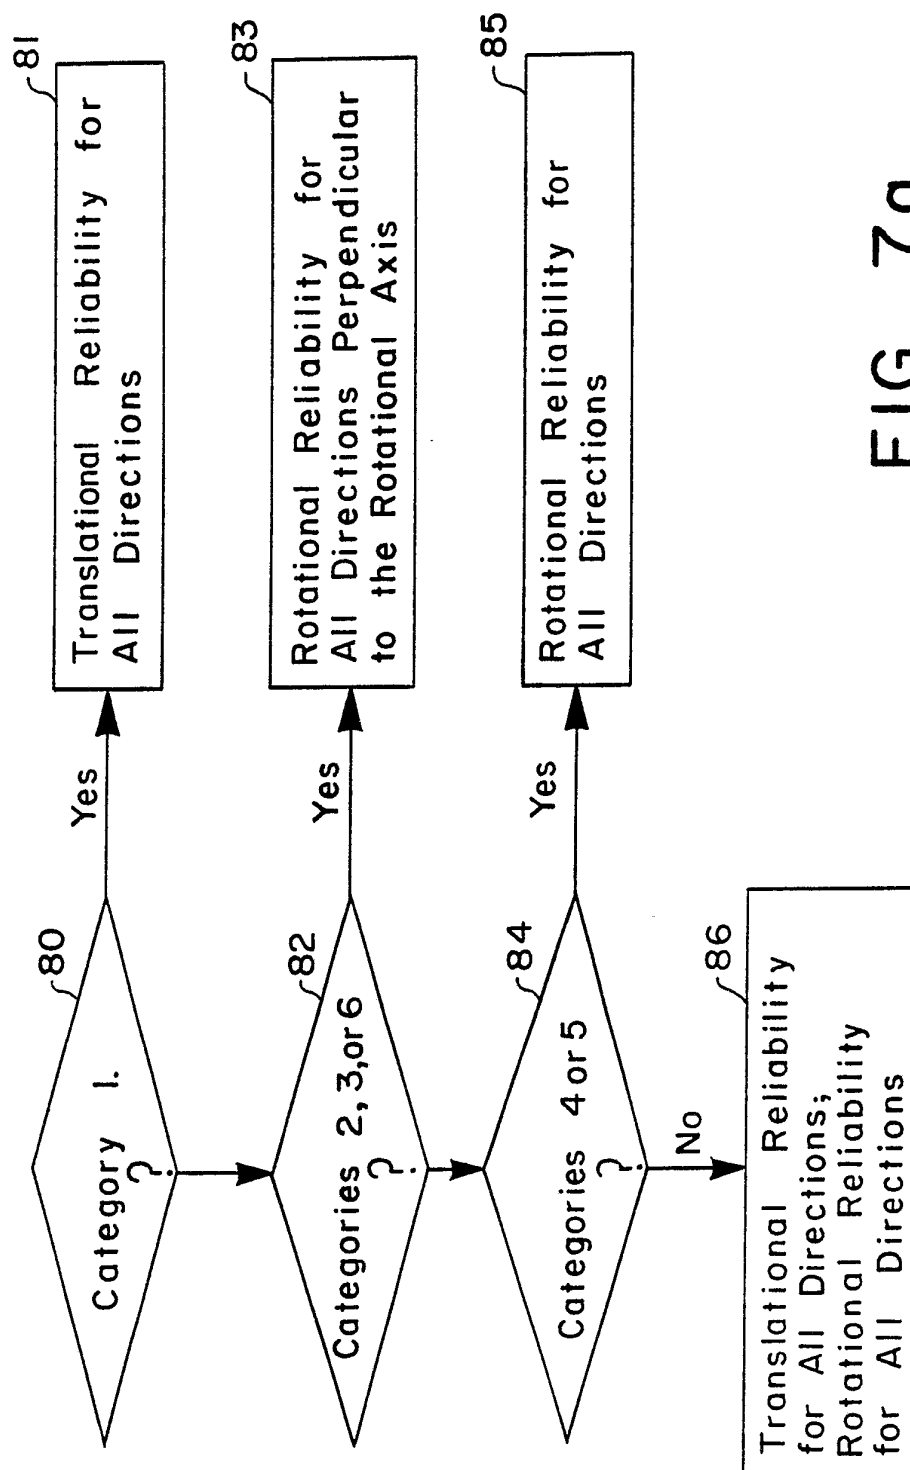 80
Category 1.
?
Yes
81
Translational Reliability for
All Directions
82
Categories 2, 3, or 6
?
Yes
83
Rotational Reliability for
All Directions Perpendicular
to the Rotational Axis
84
Categories 4 or 5
?
Yes
85
Rotational Reliability for
All Directions
No
86
Translational Reliability
for All Directions;
Rotational Reliability
for All Directions
FIG 7a